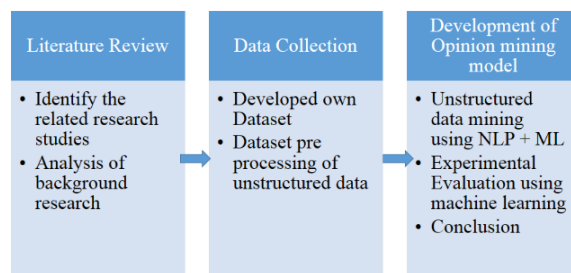 Literature Review
• Identify the
related research
studies
• Analysis of
background
research
Data Collection
• Developed own
Dataset
• Dataset pre
processing of
unstructured data
Development of
Opinion mining
model
• Unstructured
data mining
using NLP + ML
• Experimental
Evaluation using
machine learning
• Conclusion